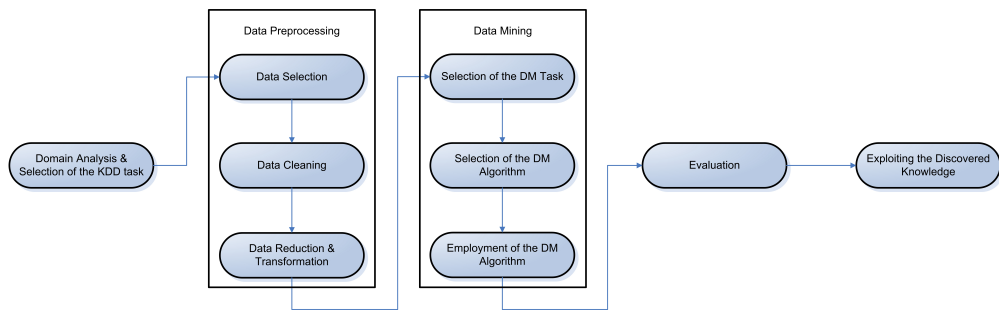 Domain Analysis &
Selection of the KDD task
Data Preprocessing
Data Selection
Data Cleaning
Data Reduction &
Transformation
Data Mining
Selection of the DM Task
Selection of the DM
Algorithm
Employment of the DM
Algorithm
Evaluation
Exploiting the Discovered
Knowledge